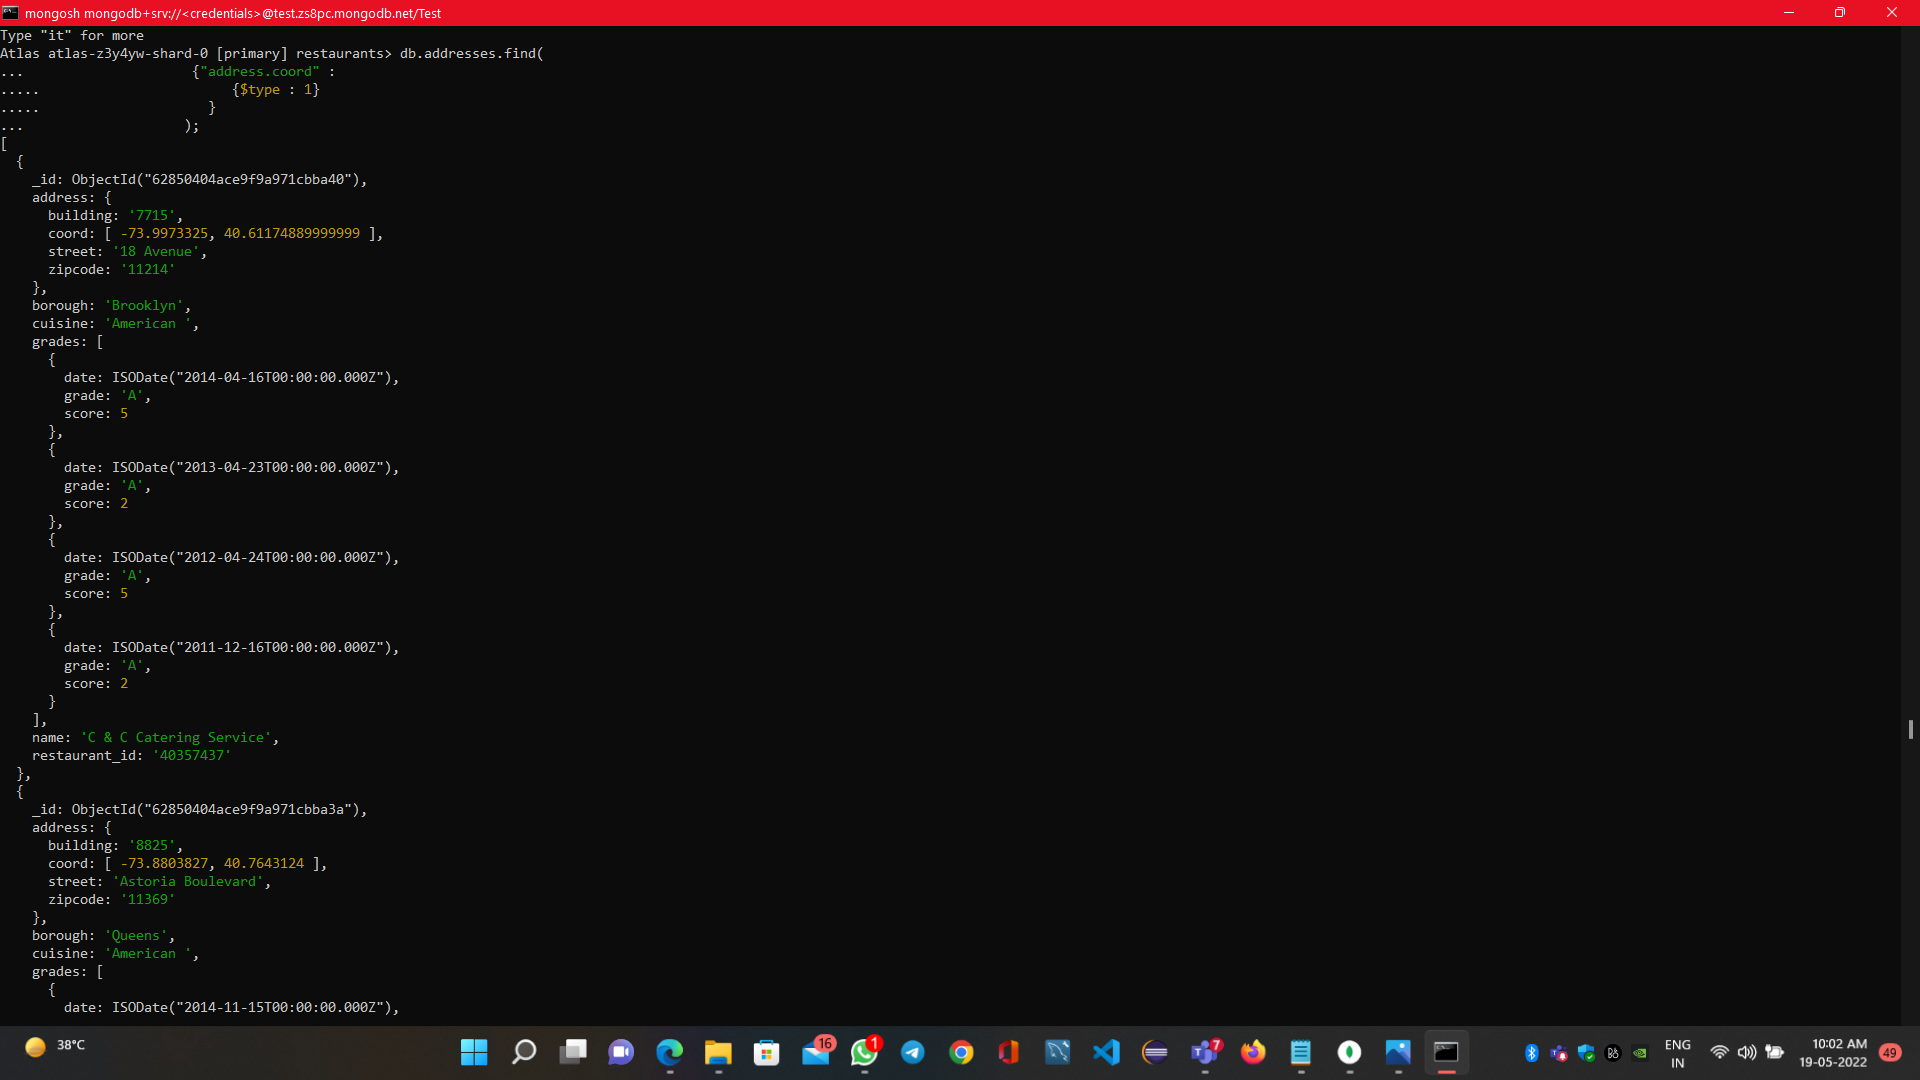 mongosh mongodb+srv://<credentials>@test.zs8pc.mongodb.net/Test
Type "it" for more
Atlas atlas-z3y4yw-shard-0 [primary] restaurants> db.addresses.find(
... {"address.coord" :
..... {$type : 1}
..... }
... );
[
{
_id: ObjectId("62850404ace9f9a971cbba40"),
address: {
building: '7715',
coord: [ -73.9973325, 40.61174889999999 ],
street: '18 Avenue',
zipcode: '11214'
},
borough: 'Brooklyn',
cuisine: 'American ',
grades: [
{
date: ISODate("2014-04-16T00:00:00.000Z"),
grade: 'A',
score: 5
},
{
date: ISODate("2013-04-23T00:00:00.000Z"),
grade: 'A',
score: 2
},
{
date: ISODate("2012-04-24T00:00:00.000Z"),
grade: 'A',
score: 5
},
{
date: ISODate("2011-12-16T00:00:00.000Z"),
grade: 'A',
score: 2
}
],
name: 'C & C Catering Service',
restaurant_id: '40357437'
},
{
_id: ObjectId("62850404ace9f9a971cbba3a"),
address: {
building: '8825',
coord: [ -73.8803827, 40.7643124 ],
street: 'Astoria Boulevard',
zipcode: '11369'
},
borough: 'Queens',
cuisine: 'American ',
grades: [
{
date: ISODate("2014-11-15T00:00:00.000Z"),
38°C
16
1
7
ENG
IN
10:02 AM
19-05-2022
49